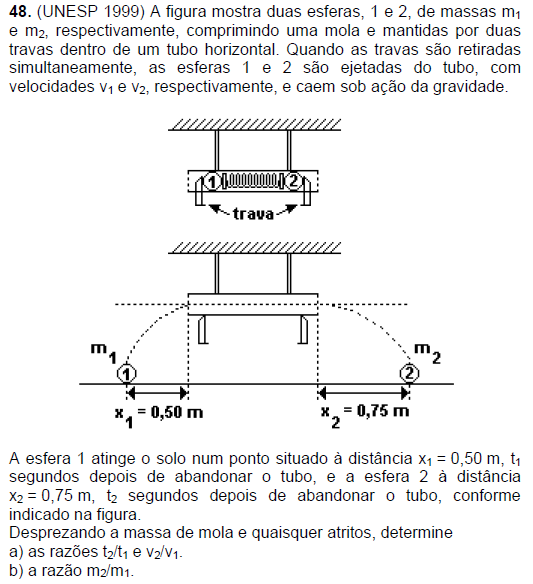 48. (UNESP 1999) A figura mostra duas esferas, 1 e 2, de massas m₁
e m₂, respectivamente, comprimindo uma mola e mantidas por duas
travas dentro de um tubo horizontal. Quando as travas são retiradas
simultaneamente, as esferas 1 e 2 são ejetadas do tubo, com
velocidades v₁ e v₂, respectivamente, e caem sob ação da gravidade.
1 2
trava
m₁ m₂
1 2
x₁ = 0,50 m x₂ = 0,75 m
A esfera 1 atinge o solo num ponto situado à distância x₁ = 0,50 m, t₁
segundos depois de abandonar o tubo, e a esfera 2 à distância
x₂ = 0,75 m, t₂ segundos depois de abandonar o tubo, conforme
indicado na figura.
Desprezando a massa de mola e quaisquer atritos, determine
a) as razões t₂/t₁ e v₂/v₁.
b) a razão m₂/m₁.